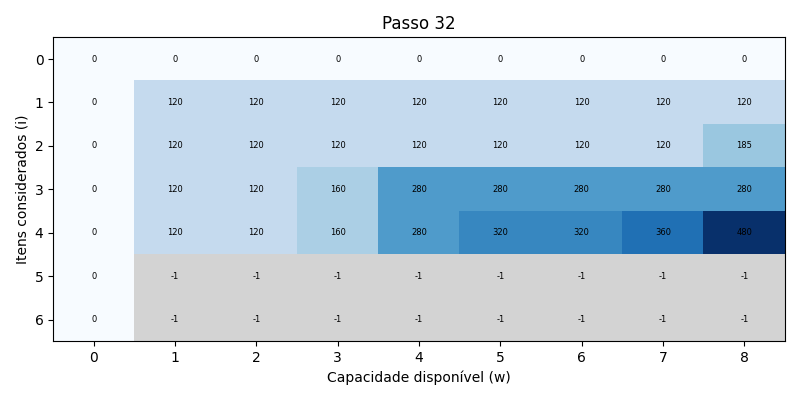 Passo 32
Itens considerados (i)
0 0 0 0 0 0 0 0 0 0
1 0 120 120 120 120 120 120 120 120
2 0 120 120 120 120 120 120 120 185
3 0 120 120 160 280 280 280 280 280
4 0 120 120 160 280 320 320 360 480
5 0 -1 -1 -1 -1 -1 -1 -1 -1
6 0 -1 -1 -1 -1 -1 -1 -1 -1
0 1 2 3 4 5 6 7 8
Capacidade disponível (w)